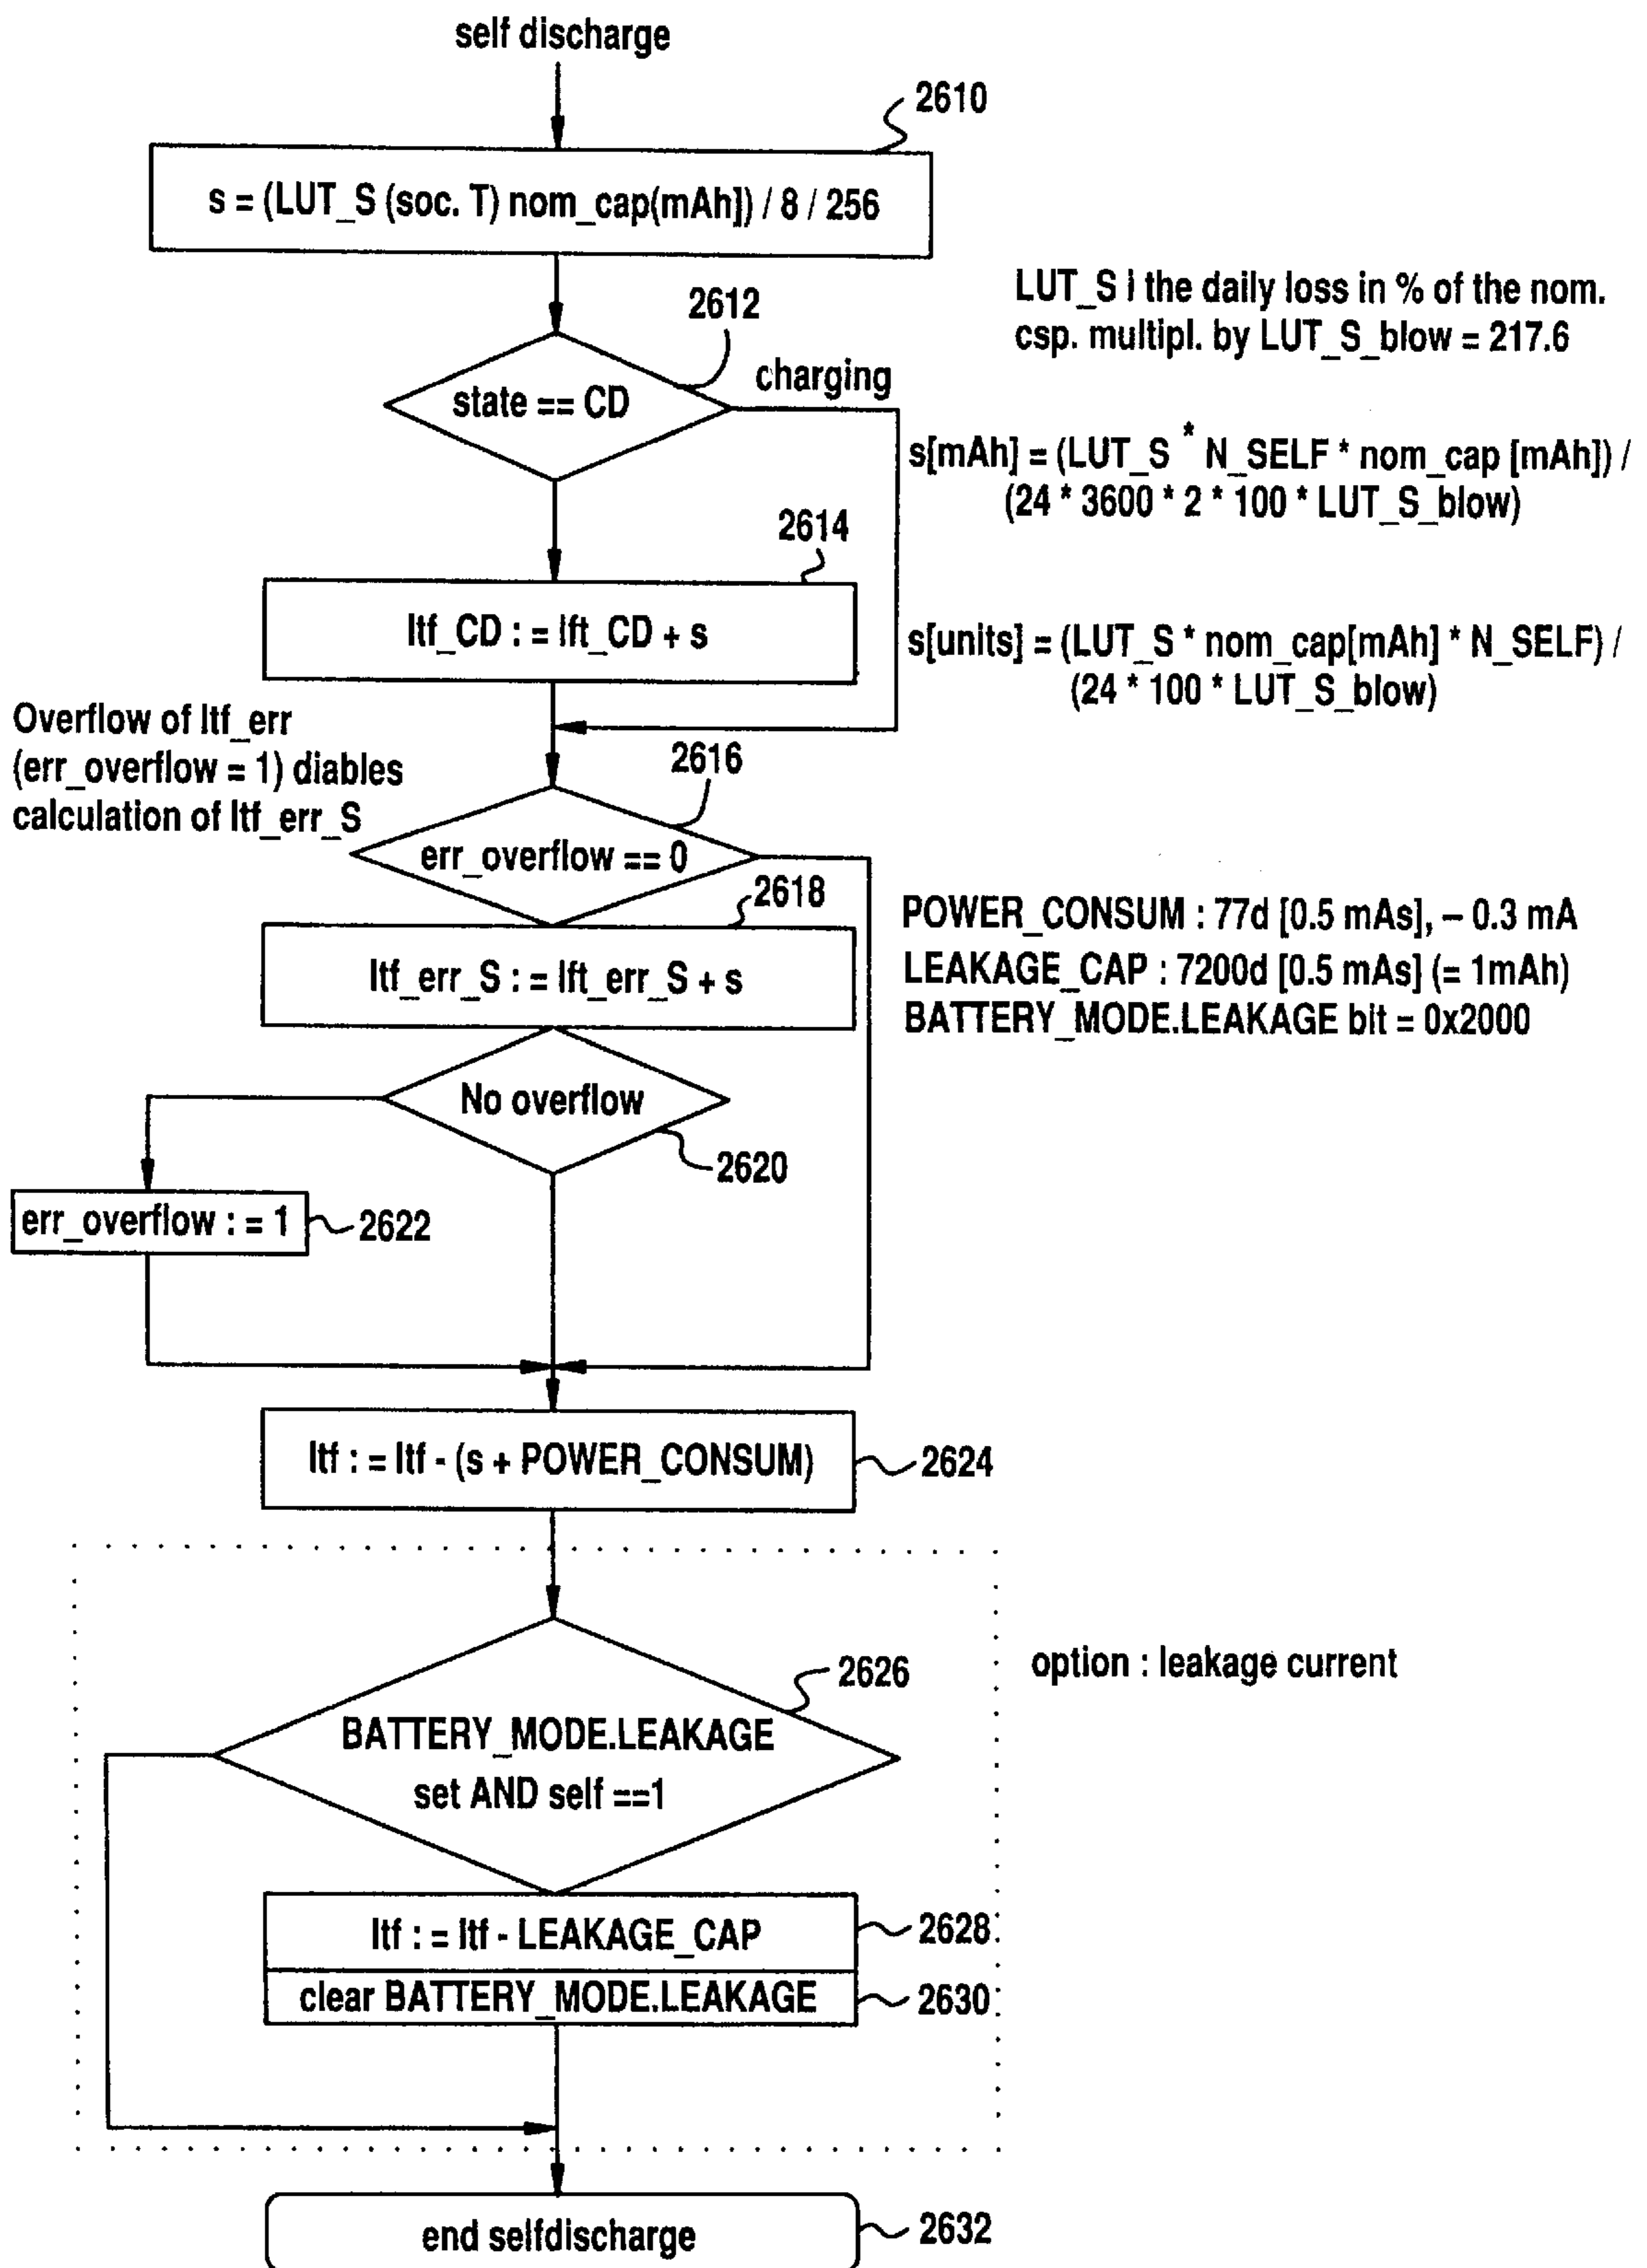 self discharge
2610
s = (LUT_S (soc. T) nom_cap(mAh]) / 8 / 256
LUT_S i the daily loss in % of the nom.
csp. multipl. by LUT_S_blow = 217.6
2612
state == CD
charging
s[mAh] = (LUT_S * N_SELF * nom_cap [mAh]) /
(24 * 3600 * 2 * 100 * LUT_S_blow)
2614
ltf_CD : = lft_CD + s
s[units] = (LUT_S * nom_cap[mAh] * N_SELF) /
(24 * 100 * LUT_S_blow)
Overflow of ltf_err
(err_overflow = 1) diables
calculation of ltf_err_S
2616
err_overflow == 0
2618
ltf_err_S : = lft_err_S + s
POWER_CONSUM : 77d [0.5 mAs], – 0.3 mA
LEAKAGE_CAP : 7200d [0.5 mAs] (= 1mAh)
BATTERY_MODE.LEAKAGE bit = 0x2000
No overflow
2620
err_overflow : = 1
2622
ltf : = ltf - (s + POWER_CONSUM)
2624
option : leakage current
2626
BATTERY_MODE.LEAKAGE
set AND self ==1
ltf : = ltf - LEAKAGE_CAP
2628
clear BATTERY_MODE.LEAKAGE
2630
end selfdischarge
2632